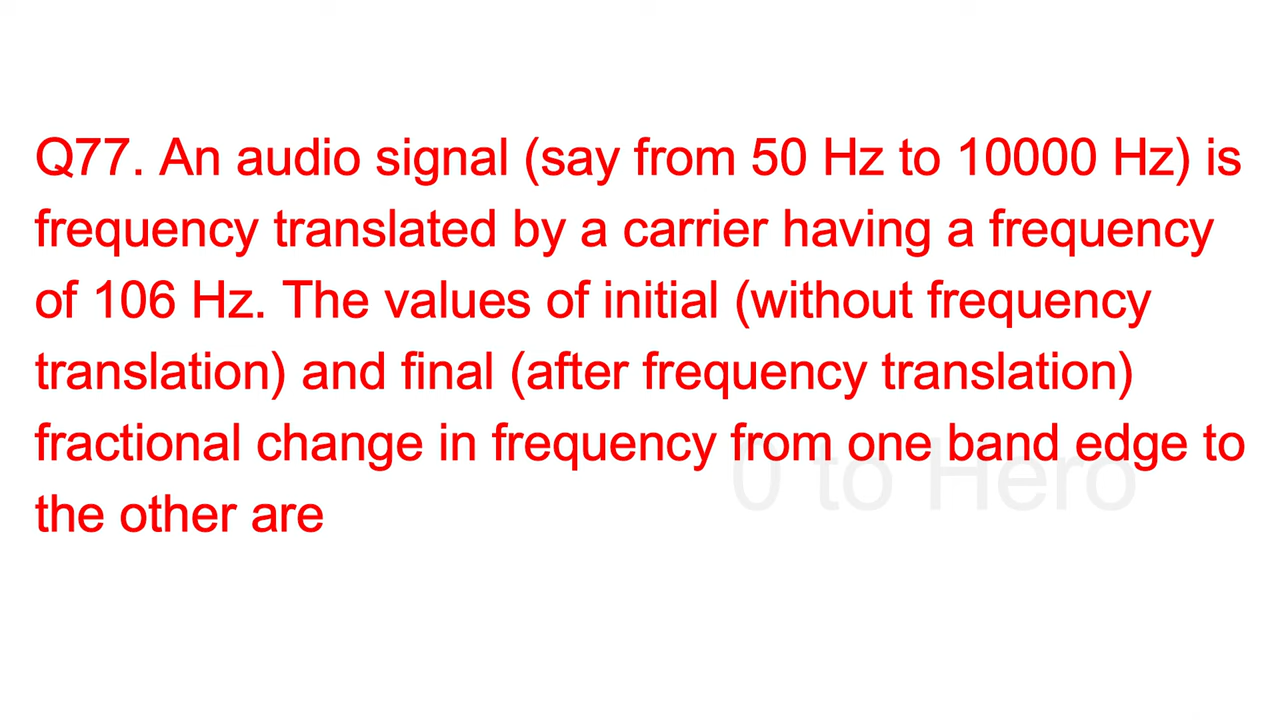 Q77. An audio signal (say from 50 Hz to 10000 Hz) is
frequency translated by a carrier having a frequency
of 106 Hz. The values of initial (without frequency
translation) and final (after frequency translation)
fractional change in frequency from one band edge to
0 to Hero
the other are